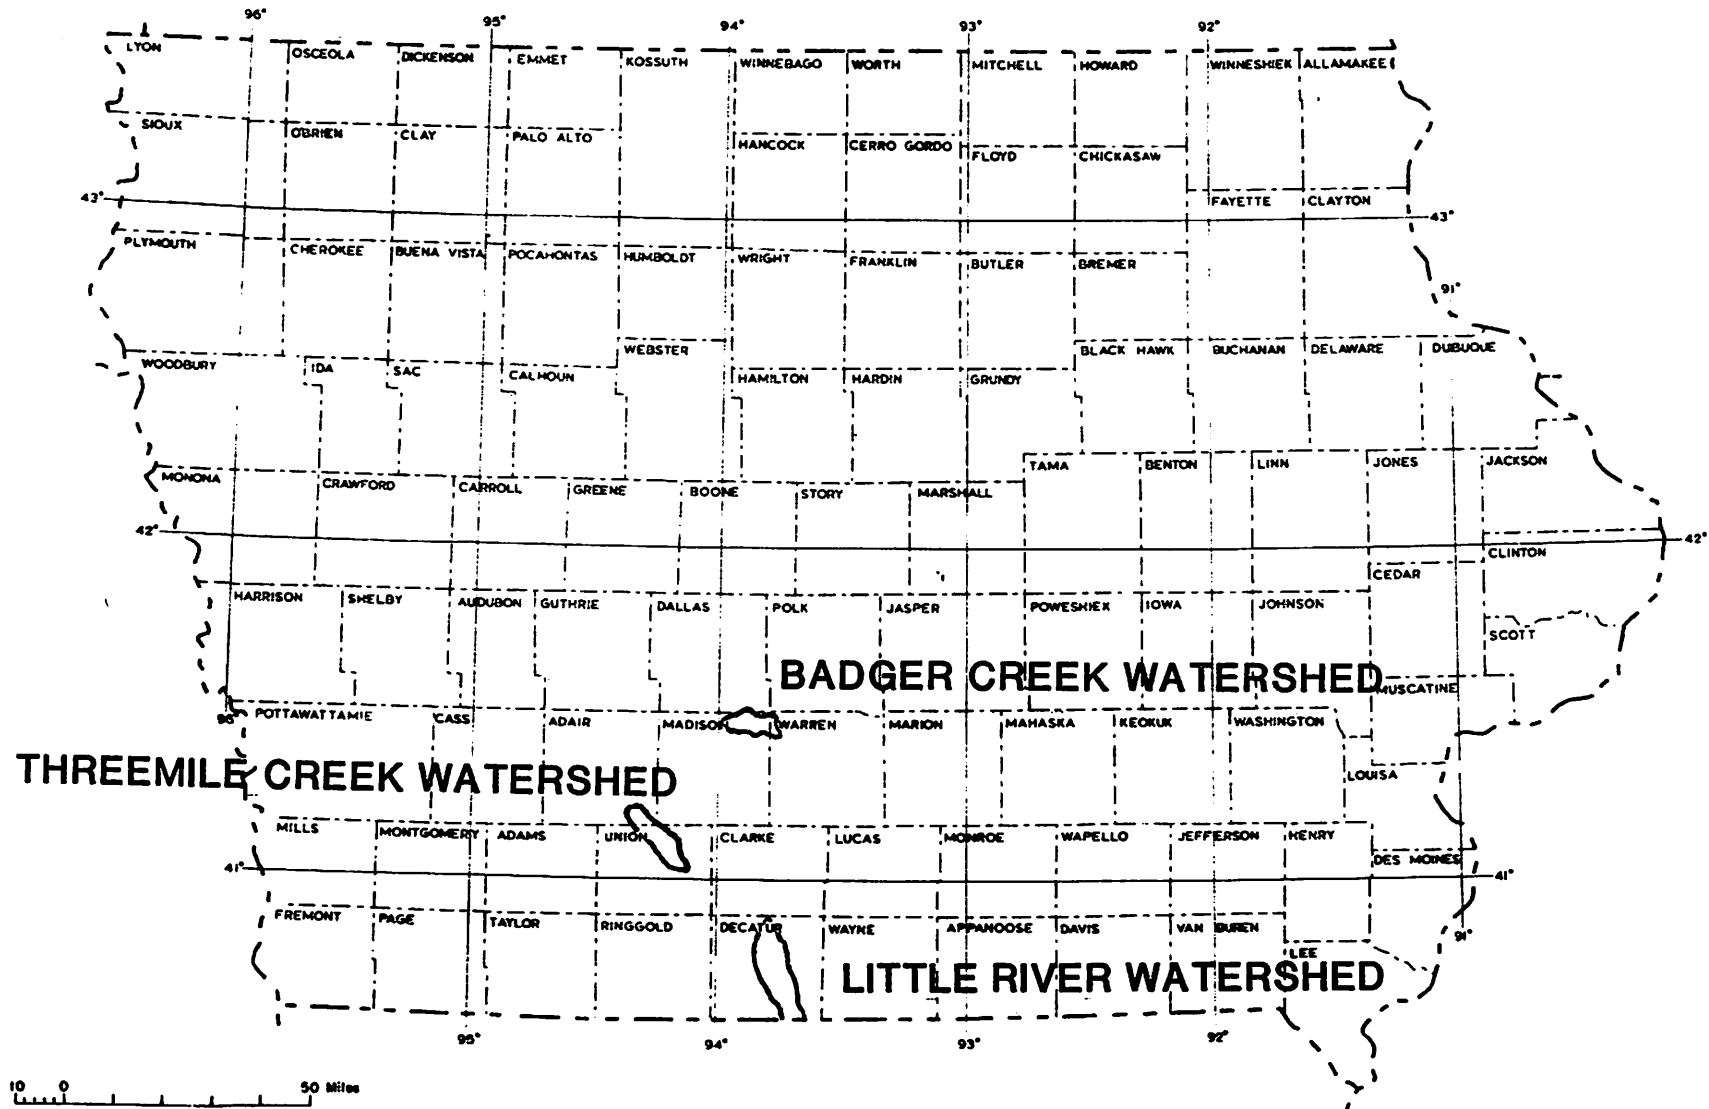 96° 95° 94° 93° 92°
LYON OSCEOLA DICKENSON EMMET KOSSUTH WINNEBAGO WORTH MITCHELL HOWARD WINNESHIEK ALLAMAKEE
SIOUX O'BRIEN CLAY PALO ALTO HANCOCK CERRO GORDO FLOYD CHICKASAW
43° FAYETTE CLAYTON 43°
PLYMOUTH CHEROKEE BUENA VISTA POCAHONTAS HUMBOLDT WRIGHT FRANKLIN BUTLER BREMER
91°
WOODBURY IDA SAC CALHOUN WEBSTER HAMILTON HARDIN GRUNDY BLACK HAWK BUCHANAN DELAWARE DUBUQUE
MONONA CRAWFORD CARROLL GREENE BOONE STORY MARSHALL TAMA BENTON LINN JONES JACKSON
42° 42°
CLINTON
CEDAR
HARRISON SHELBY AUDUBON GUTHRIE DALLAS POLK JASPER POWESHIEK IOWA JOHNSON
SCOTT
BADGER CREEK WATERSHED
MUSCATINE
96° POTTAWATTAMIE CASS ADAIR MADISON WARREN MARION MAHASKA KEOKUK WASHINGTON
THREEMILE CREEK WATERSHED
LOUISA
MILLS MONTGOMERY ADAMS UNION CLARKE LUCAS MONROE WAPELLO JEFFERSON HENRY
DES MOINES
41° 41°
FREMONT PAGE TAYLOR RINGGOLD DECATUR WAYNE APPANOOSE DAVIS VAN BUREN
91°
LEE
LITTLE RIVER WATERSHED
95° 94° 93° 92°
10 0 50 Miles